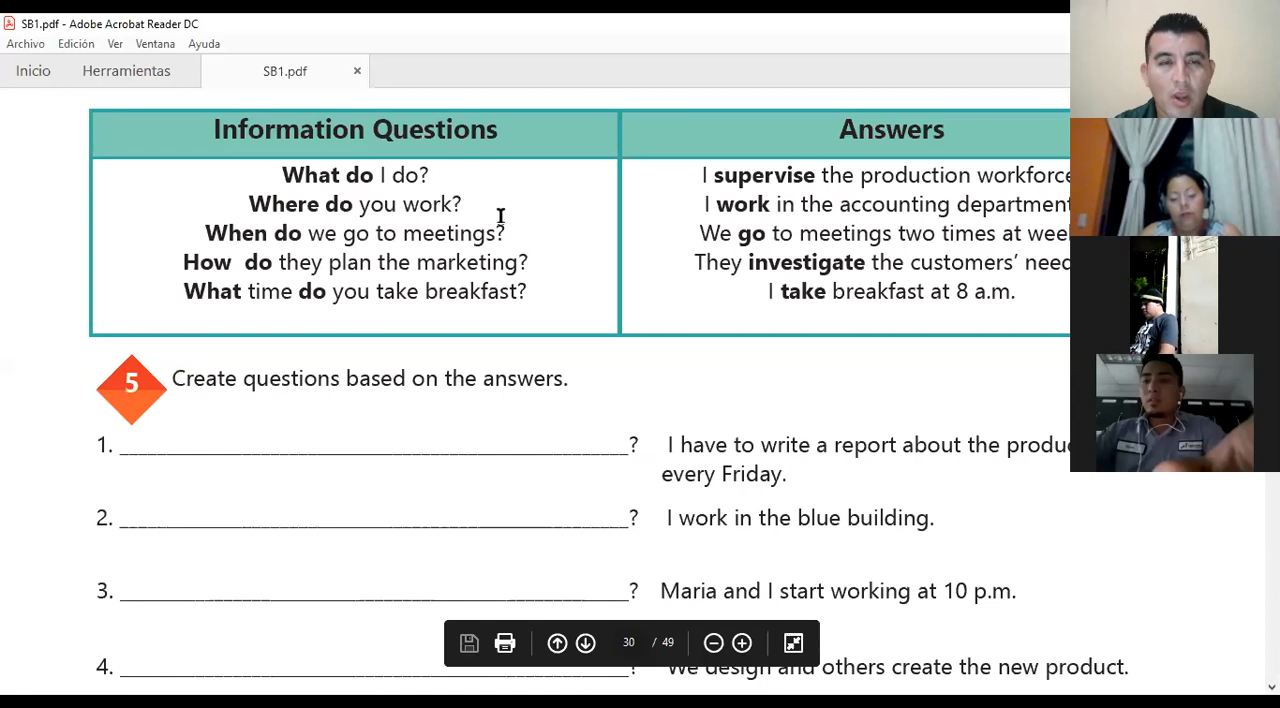 SB1.pdf - Adobe Acrobat Reader DC
Archivo Edición Ver Ventana Ayuda
Inicio Herramientas SB1.pdf ×
Information Questions
What do I do?
Where do you work?
When do we go to meetings?
How do they plan the marketing?
What time do you take breakfast?
Answers
I supervise the production workforce
I work in the accounting department
We go to meetings two times at
They investigate the customers'
I take breakfast at 8 a.m.
5 Create questions based on the answers.
1. ? I have to write a report about the
every Friday.
2. ? I work in the blue building.
3. ? Maria and I start working at 10 p.m.
4. ? We design and others create the new product.
30 / 49